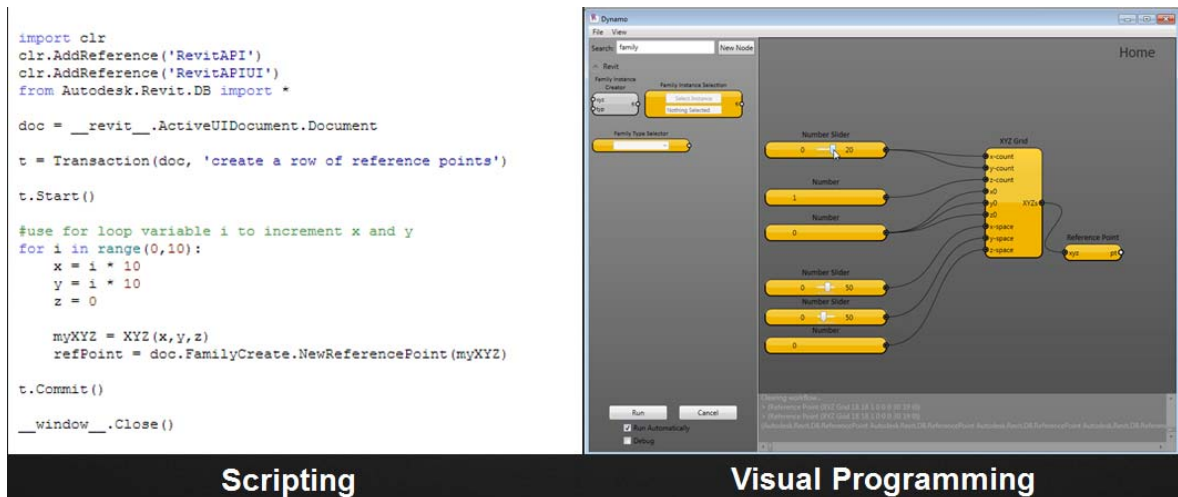 import clr
clr.AddReference('RevitAPI')
clr.AddReference('RevitAPIUI')
from Autodesk.Revit.DB import *
doc = __revit__.ActiveUIDocument.Document
t = Transaction(doc, 'create a row of reference points')
t.Start()
#use for loop variable i to increment x and y
for i in range(0,10):
x = i * 10
y = i * 10
z = 0
myXYZ = XYZ(x,y,z)
refPoint = doc.FamilyCreate.NewReferencePoint(myXYZ)
t.Commit()
__window__.Close()
Scripting
Dynamo
File View
Search: family New Node
Revit
Family Instance Creator
xyz
typ
Family Instance Selection
Select Instance
Nothing Selected
Family Type Selector
Home
Number Slider
0 20
Number
1
Number
0
Number Slider
0 50
Number Slider
0 50
Number
0
XYZ Grid
x-count
y-count
z-count
x0
y0 XYZs
z0
x-space
y-space
z-space
Reference Point
xyz pt
Run Cancel
Run Automatically
Debug
Visual Programming